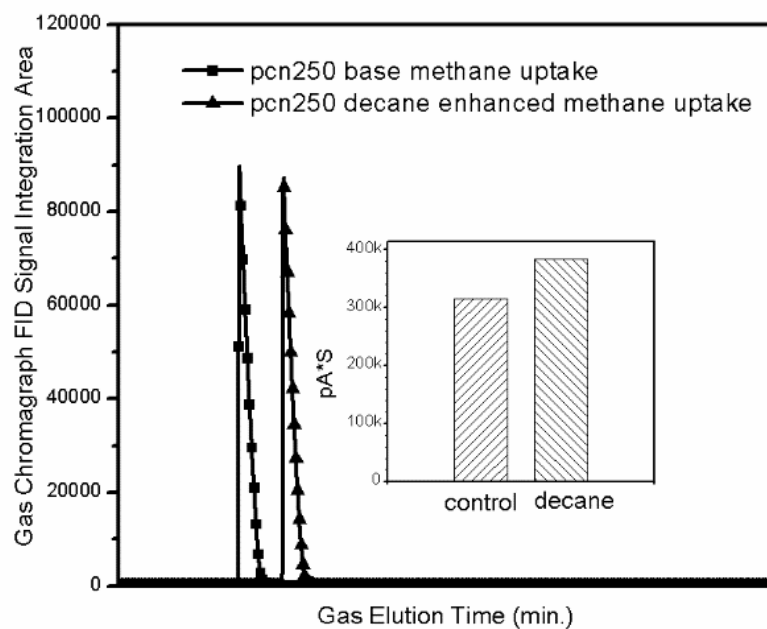 120000
100000
80000
60000
40000
20000
0
Gas Chromagraph FID Signal Integration Area
pcn250 base methane uptake
pcn250 decane enhanced methane uptake
400k
300k
200k
100k
0
pA*S
control decane
Gas Elution Time (min.)